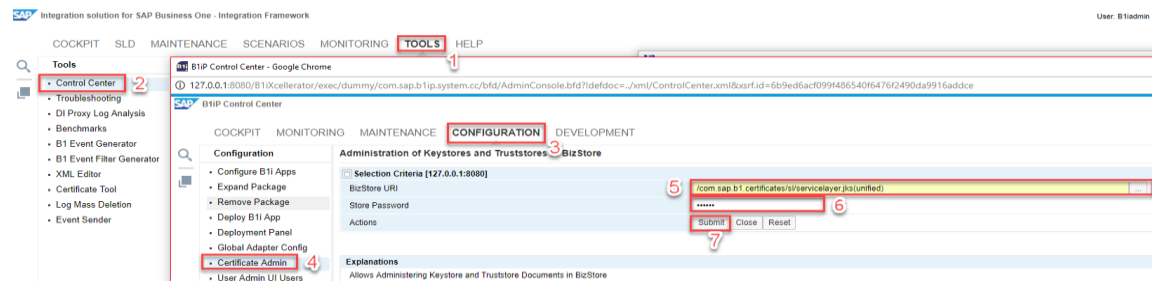 SAP Integration solution for SAP Business One - Integration Framework
User: B1iadmin
COCKPIT SLD MAINTENANCE SCENARIOS MONITORING TOOLS HELP
1
Tools
• Control Center
2
• Troubleshooting
• DI Proxy Log Analysis
• Benchmarks
• B1 Event Generator
• B1 Event Filter Generator
• XML Editor
• Certificate Tool
• Log Mass Deletion
• Event Sender
B1iP Control Center - Google Chrome
127.0.0.1:8080/B1iXcellerator/exec/dummy/com.sap.b1ip.system.cc/bfd/AdminConsole.bfd?!defdoc=../xml/ControlCenter.xml&xsrf.id=6b9ed6acf099f486540f6476f2490da9916addce
SAP B1iP Control Center
COCKPIT MONITORING MAINTENANCE CONFIGURATION DEVELOPMENT
3
Configuration
• Configure B1i Apps
• Expand Package
• Remove Package
• Deploy B1i App
• Deployment Panel
• Global Adapter Config
• Certificate Admin
4
• User Admin UI Users
Administration of Keystores and Truststores BizStore
Selection Criteria [127.0.0.1:8080]
BizStore URI 5 /com.sap.b1.certificates/sl/servicelayer.jks(unified) ...
Store Password •••••• 6
Actions Submit Close Reset
7
Explanations
Allows Administering Keystore and Truststore Documents in BizStore